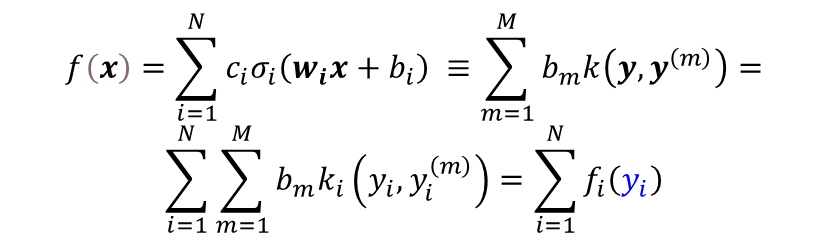 f(x) = ∑_{i=1}^{N} c_i σ_i(w_i x + b_i) ≡ ∑_{m=1}^{M} b_m k(y, y^{(m)}) =
∑_{i=1}^{N} ∑_{m=1}^{M} b_m k_i(y_i, y_i^{(m)}) = ∑_{i=1}^{N} f_i(y_i)